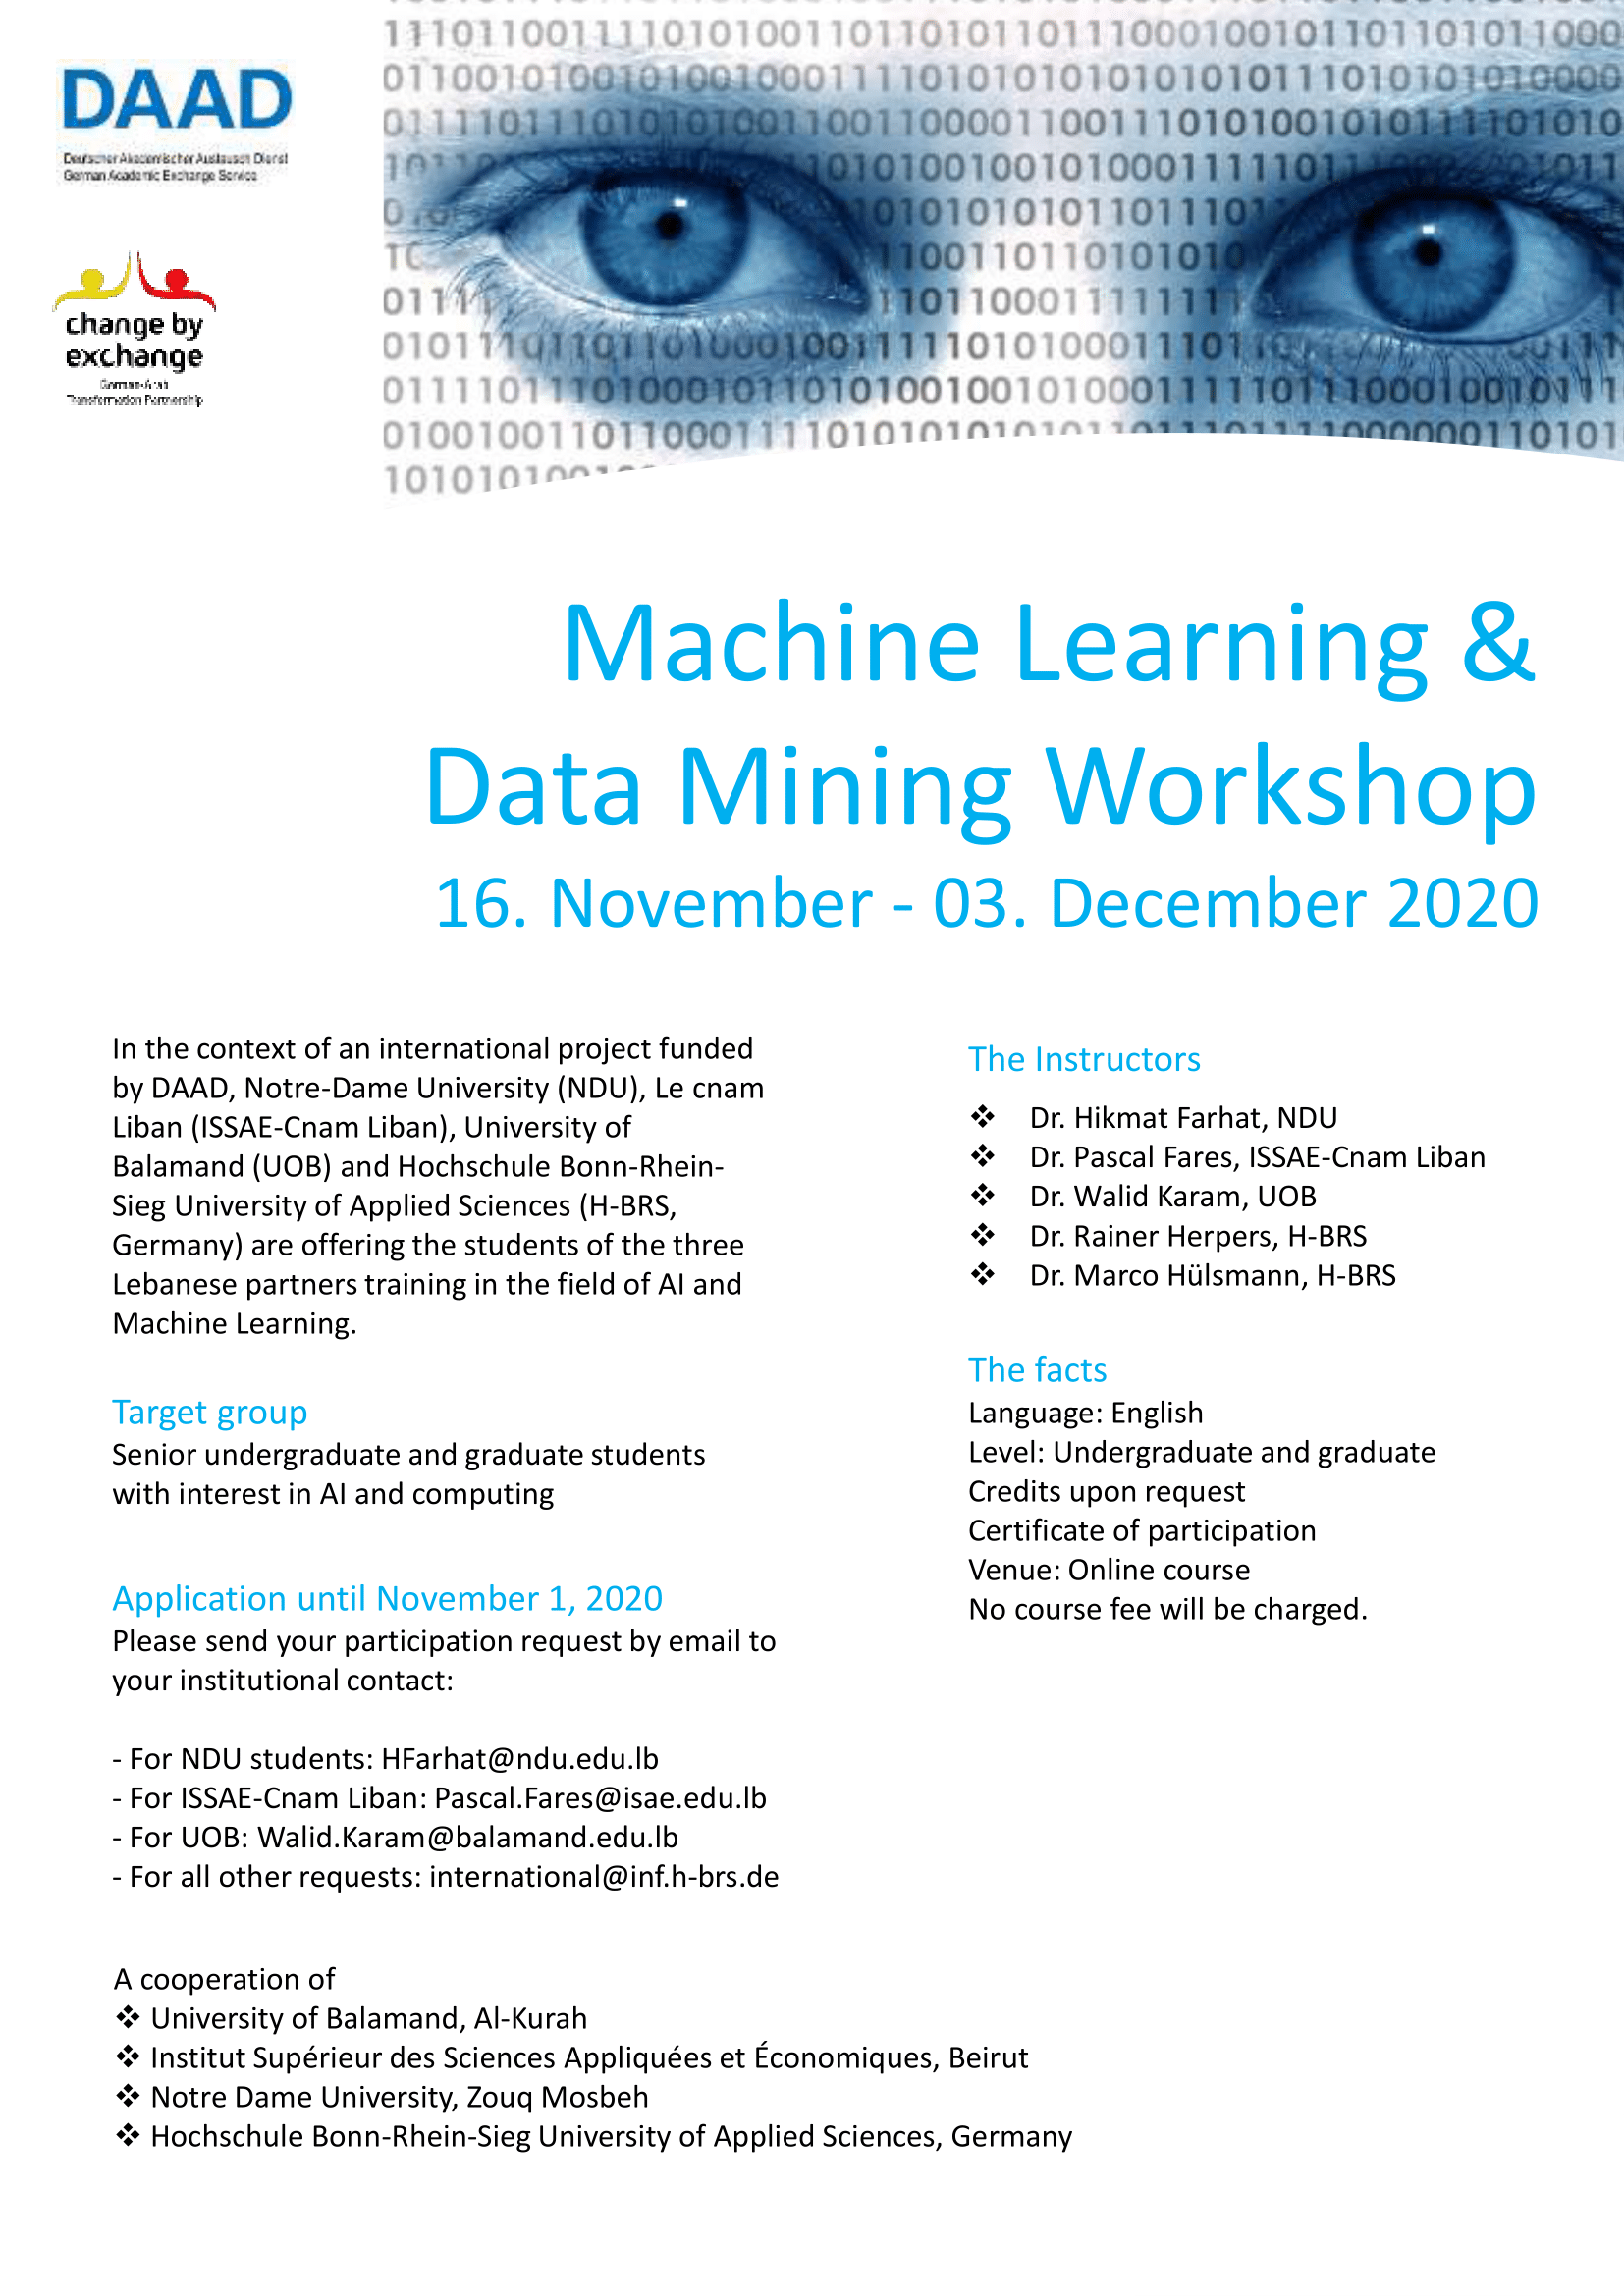 DAAD
Deutscher Akademischer Austausch Dienst
German Academic Exchange Service
change by
exchange
German-Arab
Transformation Partnership
Machine Learning &
Data Mining Workshop
16. November - 03. December 2020
In the context of an international project funded
by DAAD, Notre-Dame University (NDU), Le cnam
Liban (ISSAE-Cnam Liban), University of
Balamand (UOB) and Hochschule Bonn-Rhein-
Sieg University of Applied Sciences (H-BRS,
Germany) are offering the students of the three
Lebanese partners training in the field of AI and
Machine Learning.
Target group
Senior undergraduate and graduate students
with interest in AI and computing
Application until November 1, 2020
Please send your participation request by email to
your institutional contact:
- For NDU students: HFarhat@ndu.edu.lb
- For ISSAE-Cnam Liban: Pascal.Fares@isae.edu.lb
- For UOB: Walid.Karam@balamand.edu.lb
- For all other requests: international@inf.h-brs.de
The Instructors
❖ Dr. Hikmat Farhat, NDU
❖ Dr. Pascal Fares, ISSAE-Cnam Liban
❖ Dr. Walid Karam, UOB
❖ Dr. Rainer Herpers, H-BRS
❖ Dr. Marco Hülsmann, H-BRS
The facts
Language: English
Level: Undergraduate and graduate
Credits upon request
Certificate of participation
Venue: Online course
No course fee will be charged.
A cooperation of
❖ University of Balamand, Al-Kurah
❖ Institut Supérieur des Sciences Appliquées et Économiques, Beirut
❖ Notre Dame University, Zouq Mosbeh
❖ Hochschule Bonn-Rhein-Sieg University of Applied Sciences, Germany